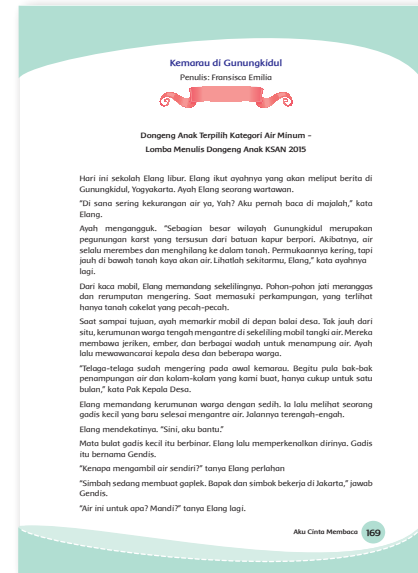 Kemarau di Gunungkidul
Penulis: Fransisca Emilia
Dongeng Anak Terpilih Kategori Air Minum –
Lomba Menulis Dongeng Anak KSAN 2015
Hari ini sekolah Elang libur. Elang ikut ayahnya yang akan meliput berita di
Gunungkidul, Yogyakarta. Ayah Elang seorang wartawan.
"Di sana sering kekurangan air ya, Yah? Aku pernah baca di majalah," kata
Elang.
Ayah mengangguk. "Sebagian besar wilayah Gunungkidul merupakan
pegunungan karst yang tersusun dari batuan kapur berpori. Akibatnya, air
selalu merembes dan menghilang ke dalam tanah. Permukaannya kering, tapi
jauh di bawah tanah kaya akan air. Lihatlah sekitarmu, Elang," kata ayahnya
lagi.
Dari kaca mobil, Elang memandang sekelilingnya. Pohon-pohon jati meranggas
dan rerumputan mengering. Saat memasuki perkampungan, yang terlihat
hanya tanah cokelat yang pecah-pecah.
Saat sampai tujuan, ayah memarkir mobil di depan balai desa. Tak jauh dari
situ, kerumunan warga tengah mengantre di sekeliling mobil tangki air. Mereka
membawa jeriken, ember, dan berbagai wadah untuk menampung air. Ayah
lalu mewawancarai kepala desa dan beberapa warga.
"Telaga-telaga sudah mengering pada awal kemarau. Begitu pula bak-bak
penampungan air dan kolam-kolam yang kami buat, hanya cukup untuk satu
bulan," kata Pak Kepala Desa.
Elang memandang kerumunan warga dengan sedih. Ia lalu melihat seorang
gadis kecil yang baru selesai mengantre air. Jalannya terengah-engah.
Elang mendekatinya. "Sini, aku bantu."
Mata bulat gadis kecil itu berbinar. Elang lalu memperkenalkan dirinya. Gadis
itu bernama Gendis.
"Kenapa mengambil air sendiri?" tanya Elang perlahan
"Simbah sedang membuat gaplek. Bapak dan simbok bekerja di Jakarta," jawab
Gendis.
"Air ini untuk apa? Mandi?" tanya Elang lagi.
Aku Cinta Membaca 169